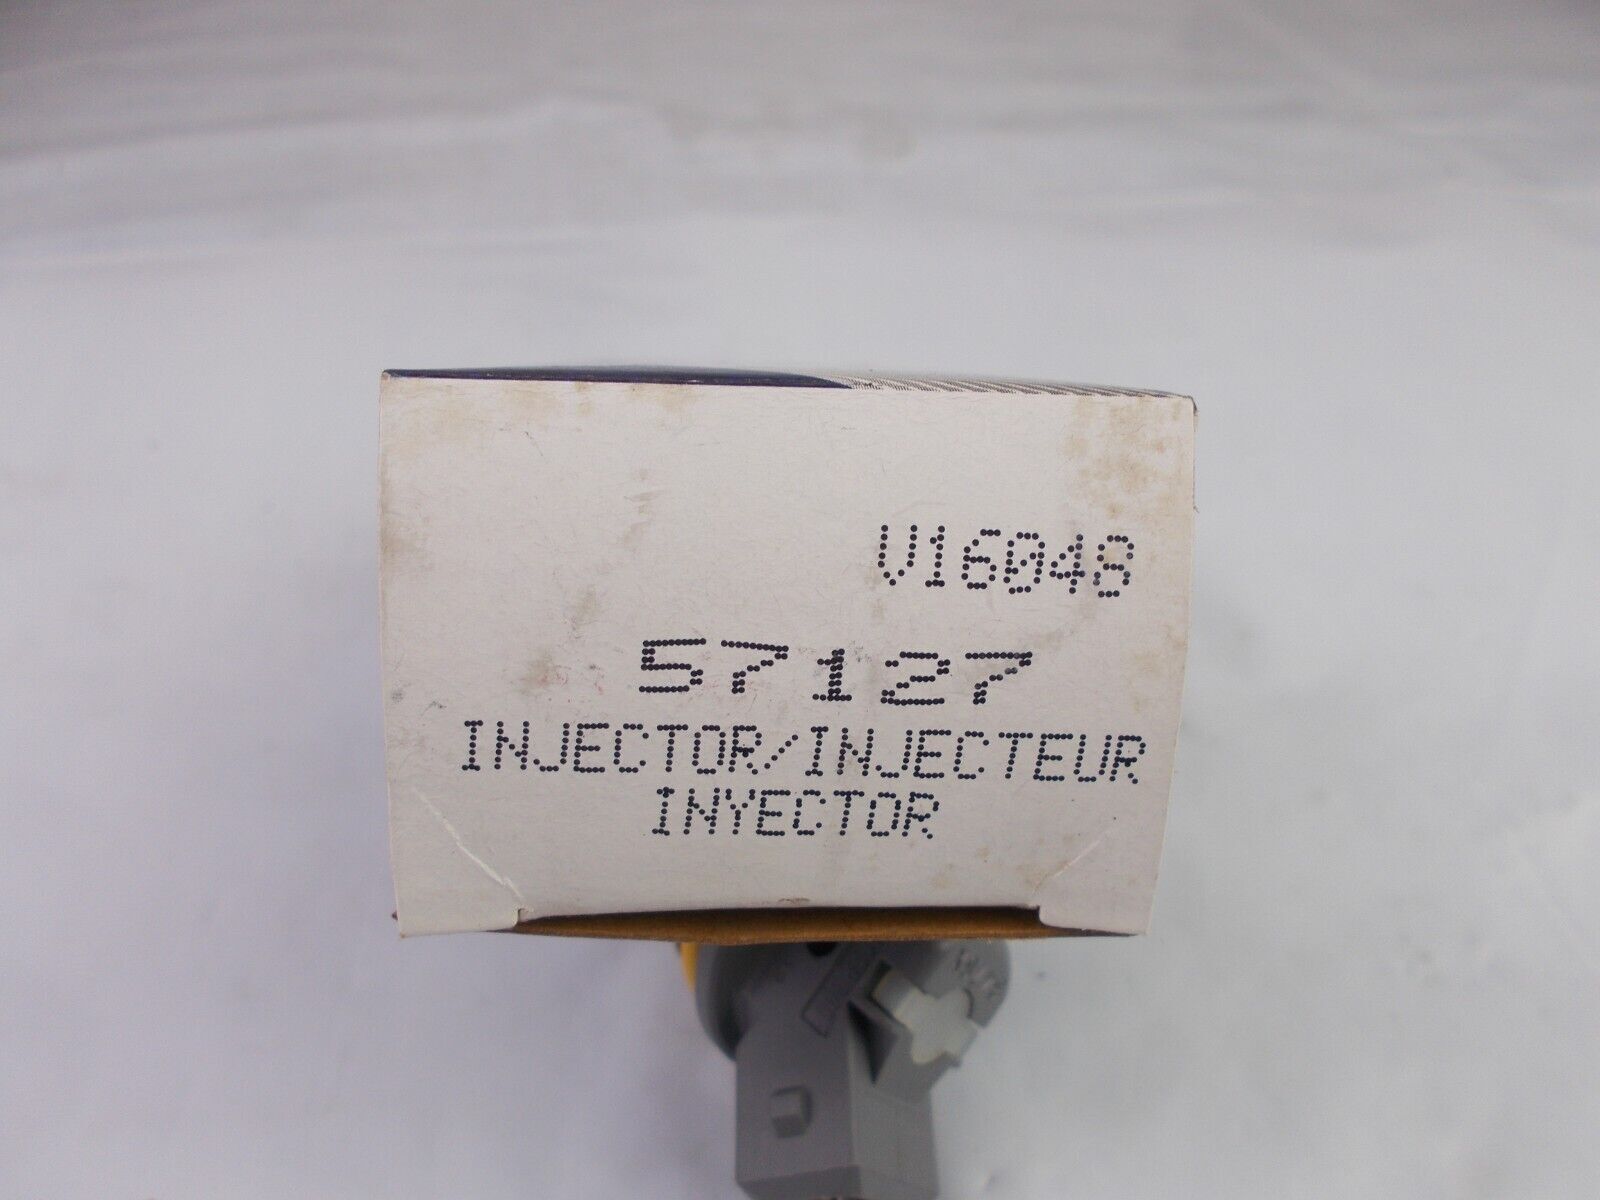 V16048
57127
INJECTOR/INJECTEUR
INYECTOR